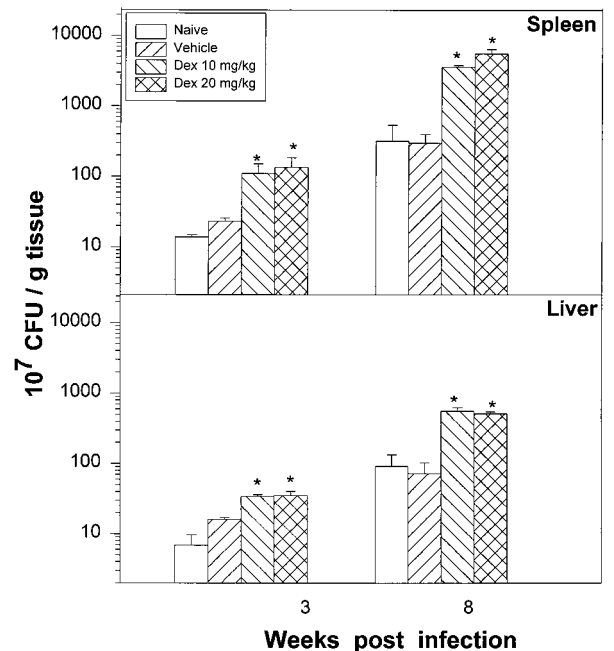 Spleen
Naive
Vehicle
Dex 10 mg/kg
Dex 20 mg/kg
10000
1000
100
10
* *
* *
10⁷ CFU / g tissue
Liver
10000
1000
100
10
* *
* *
3 8
Weeks post infection